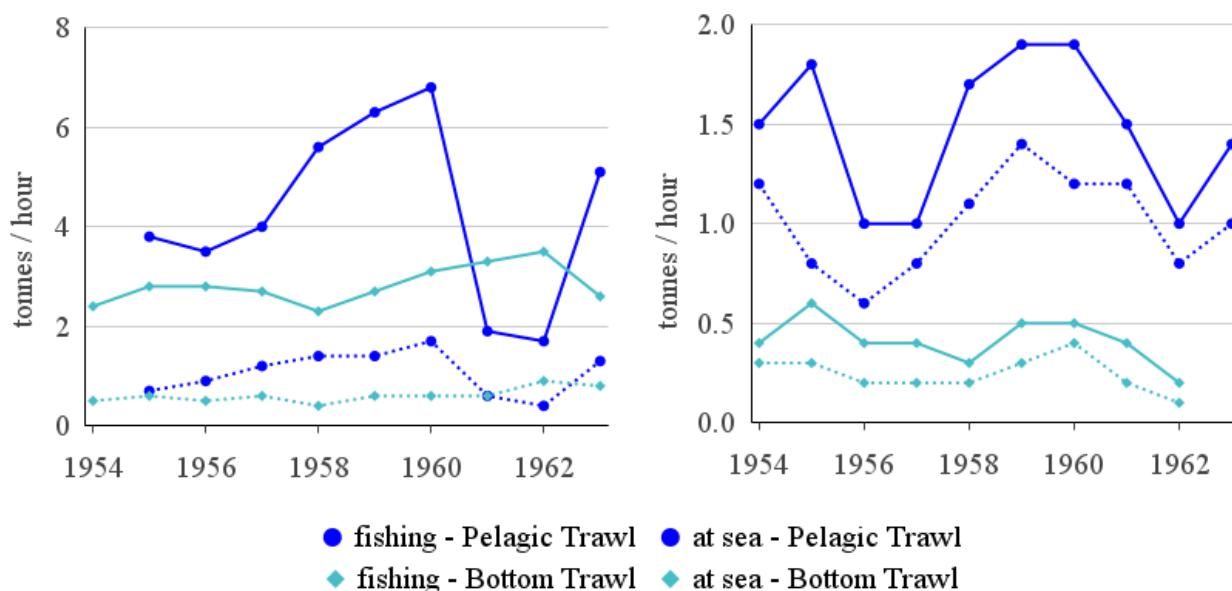 8
6
4
2
0
tonnes / hour
1954 1956 1958 1960 1962
2.0
1.5
1.0
0.5
0.0
tonnes / hour
1954 1956 1958 1960 1962
fishing - Pelagic Trawl at sea - Pelagic Trawl
fishing - Bottom Trawl at sea - Bottom Trawl